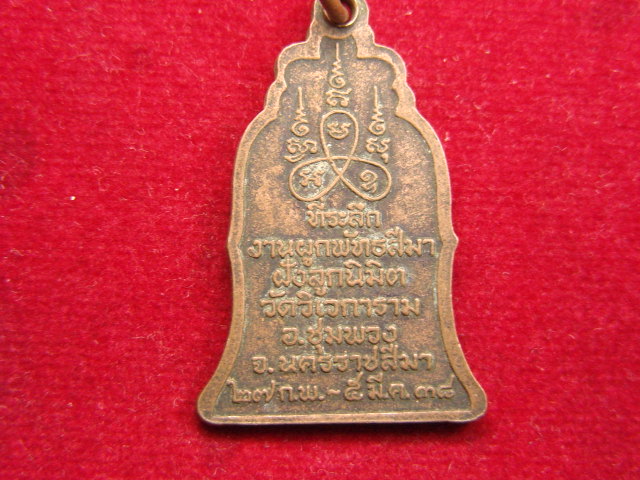 ที่ระลึก
งานผูกพัทธสีมา
ฝังลูกนิมิต
วัดวิเวการาม
อ.ชุมพวง
จ.นครราชสีมา
๒๗ ก.พ.-๕ มี.ค.๓๘